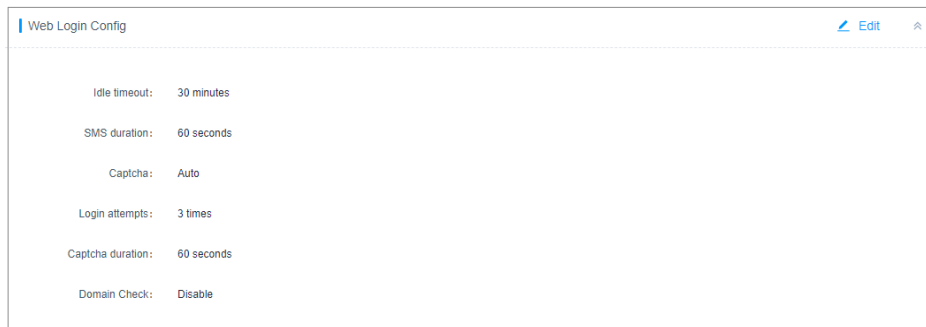 Web Login Config Edit
Idle timeout: 30 minutes
SMS duration: 60 seconds
Captcha: Auto
Login attempts: 3 times
Captcha duration: 60 seconds
Domain Check: Disable